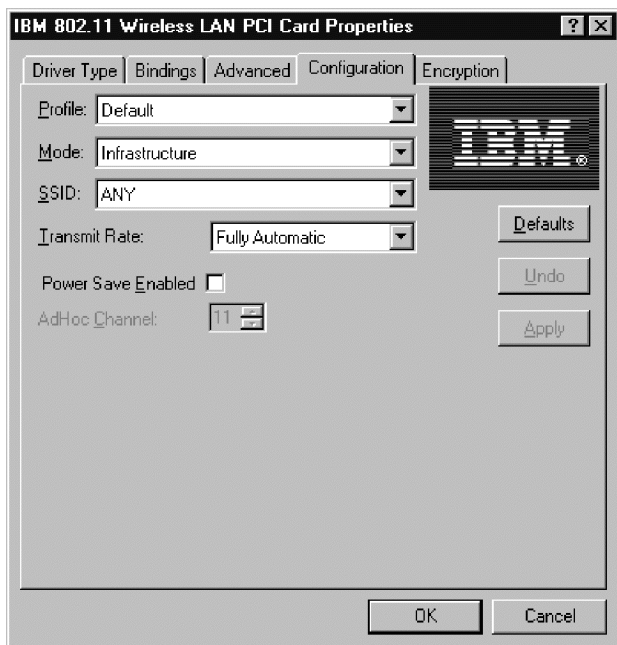 IBM 802.11 Wireless LAN PCI Card Properties
Driver Type Bindings Advanced Configuration Encryption
Profile: Default
Mode: Infrastructure
SSID: ANY
Transmit Rate: Fully Automatic
Power Save Enabled
AdHoc Channel: 11
IBM®
Defaults
Undo
Apply
OK Cancel